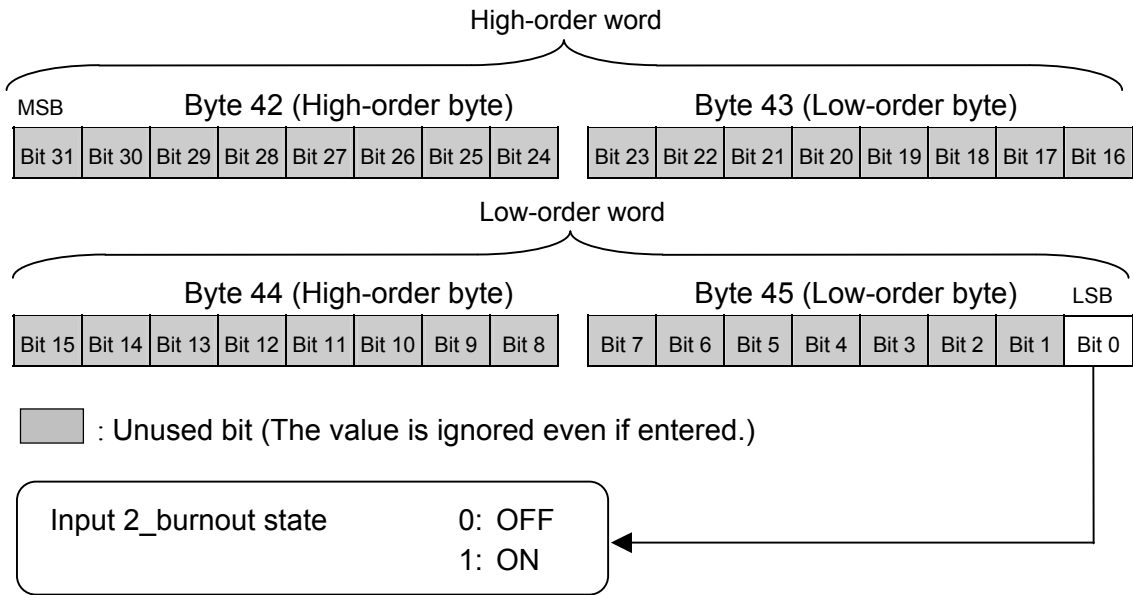 High-order word
MSB Byte 42 (High-order byte) Byte 43 (Low-order byte)
Bit 31 Bit 30 Bit 29 Bit 28 Bit 27 Bit 26 Bit 25 Bit 24 Bit 23 Bit 22 Bit 21 Bit 20 Bit 19 Bit 18 Bit 17 Bit 16
Low-order word
Byte 44 (High-order byte) Byte 45 (Low-order byte) LSB
Bit 15 Bit 14 Bit 13 Bit 12 Bit 11 Bit 10 Bit 9 Bit 8 Bit 7 Bit 6 Bit 5 Bit 4 Bit 3 Bit 2 Bit 1 Bit 0
: Unused bit (The value is ignored even if entered.)
Input 2_burnout state 0: OFF
1: ON